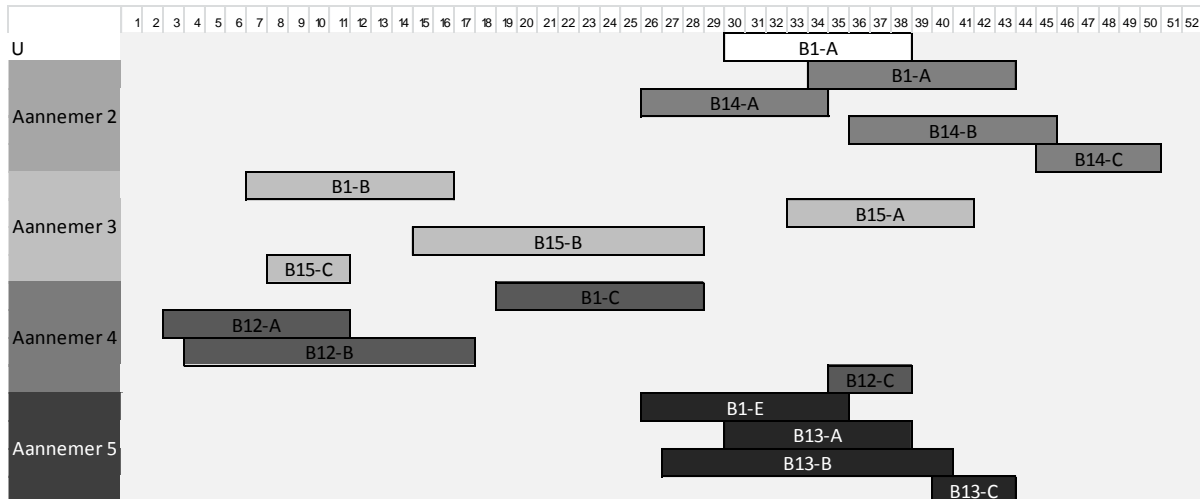 1 2 3 4 5 6 7 8 9 10 11 12 13 14 15 16 17 18 19 20 21 22 23 24 25 26 27 28 29 30 31 32 33 34 35 36 37 38 39 40 41 42 43 44 45 46 47 48 49 50 51 52
U B1-A
B1-A
Aannemer 2 B14-A
B14-B
B14-C
B1-B
Aannemer 3 B15-A
B15-B
B15-C
B1-C
Aannemer 4 B12-A
B12-B
B12-C
B1-E
Aannemer 5 B13-A
B13-B
B13-C